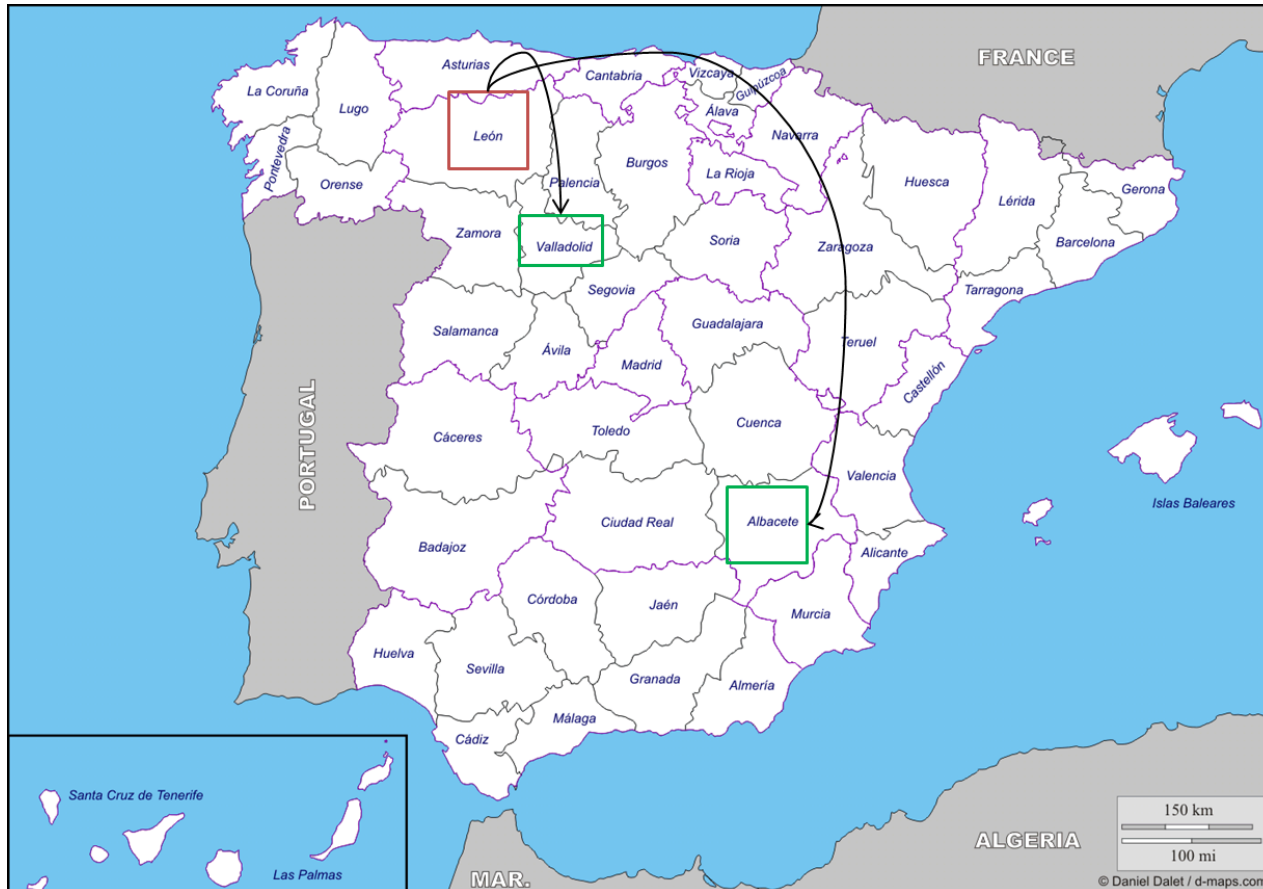 FRANCE
Asturias
Cantabria
Vizcaya
Guipúzcoa
La Coruña
Lugo
Álava
León
Navarra
Pontevedra
Palencia
Burgos
La Rioja
Orense
Huesca
Gerona
Lérida
Zamora
Valladolid
Soria
Zaragoza
Barcelona
Segovia
Tarragona
Salamanca
Guadalajara
Ávila
Madrid
Teruel
Castellón
PORTUGAL
Cáceres
Toledo
Cuenca
Valencia
Islas Baleares
Ciudad Real
Albacete
Badajoz
Alicante
Córdoba
Jaén
Murcia
Huelva
Sevilla
Granada
Almería
Málaga
Cádiz
Santa Cruz de Tenerife
Las Palmas
MAR.
ALGERIA
150 km
100 mi
© Daniel Dalet / d-maps.com